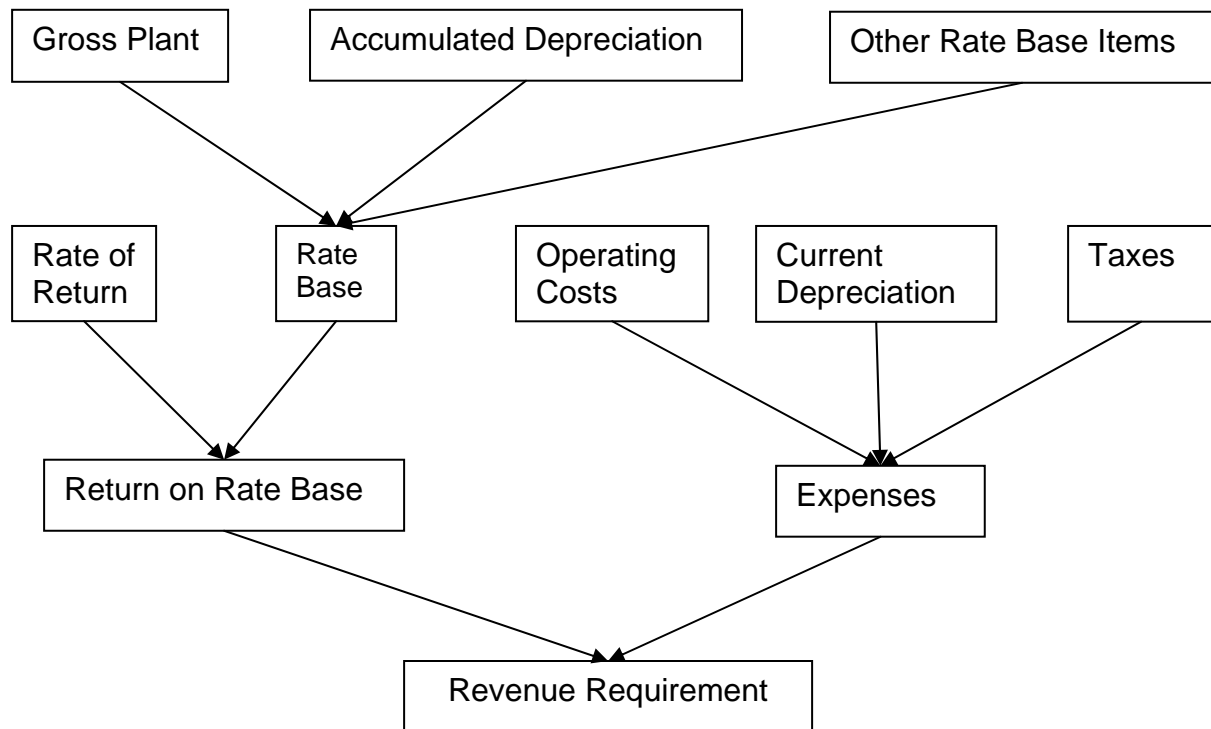 Gross Plant
Accumulated Depreciation
Other Rate Base Items
Rate of
Return
Rate
Base
Operating
Costs
Current
Depreciation
Taxes
Return on Rate Base
Expenses
Revenue Requirement